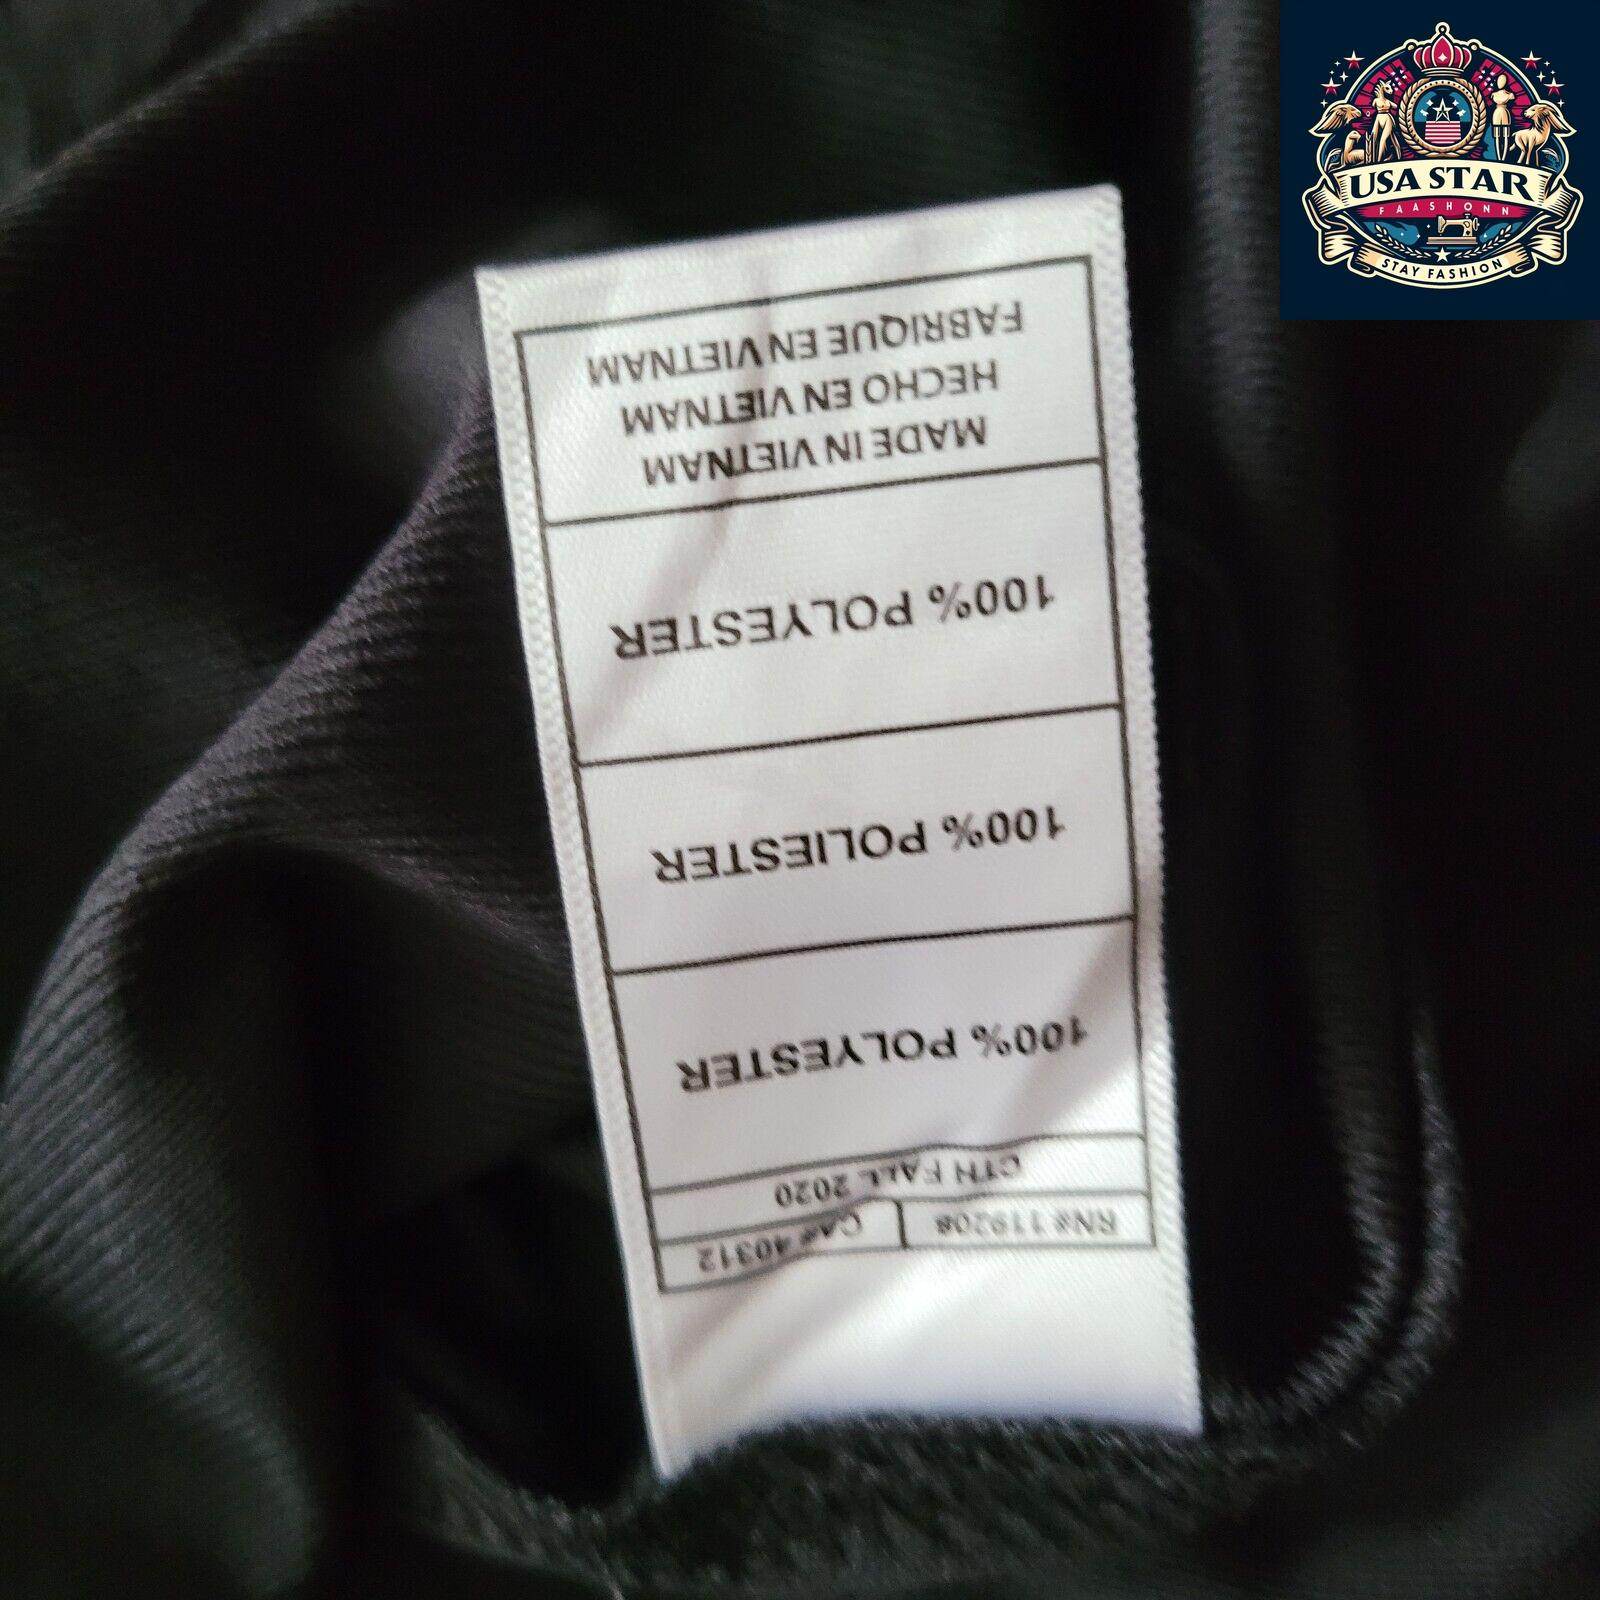 USA STAR
FAASHONN
STAY FASHION
RN# 119208
CA# 40312
CTH FALL 2020
100% POLYESTER
100% POLIESTER
100% POLYESTER
MADE IN VIETNAM
HECHO EN VIETNAM
FABRIQUE EN VIETNAM